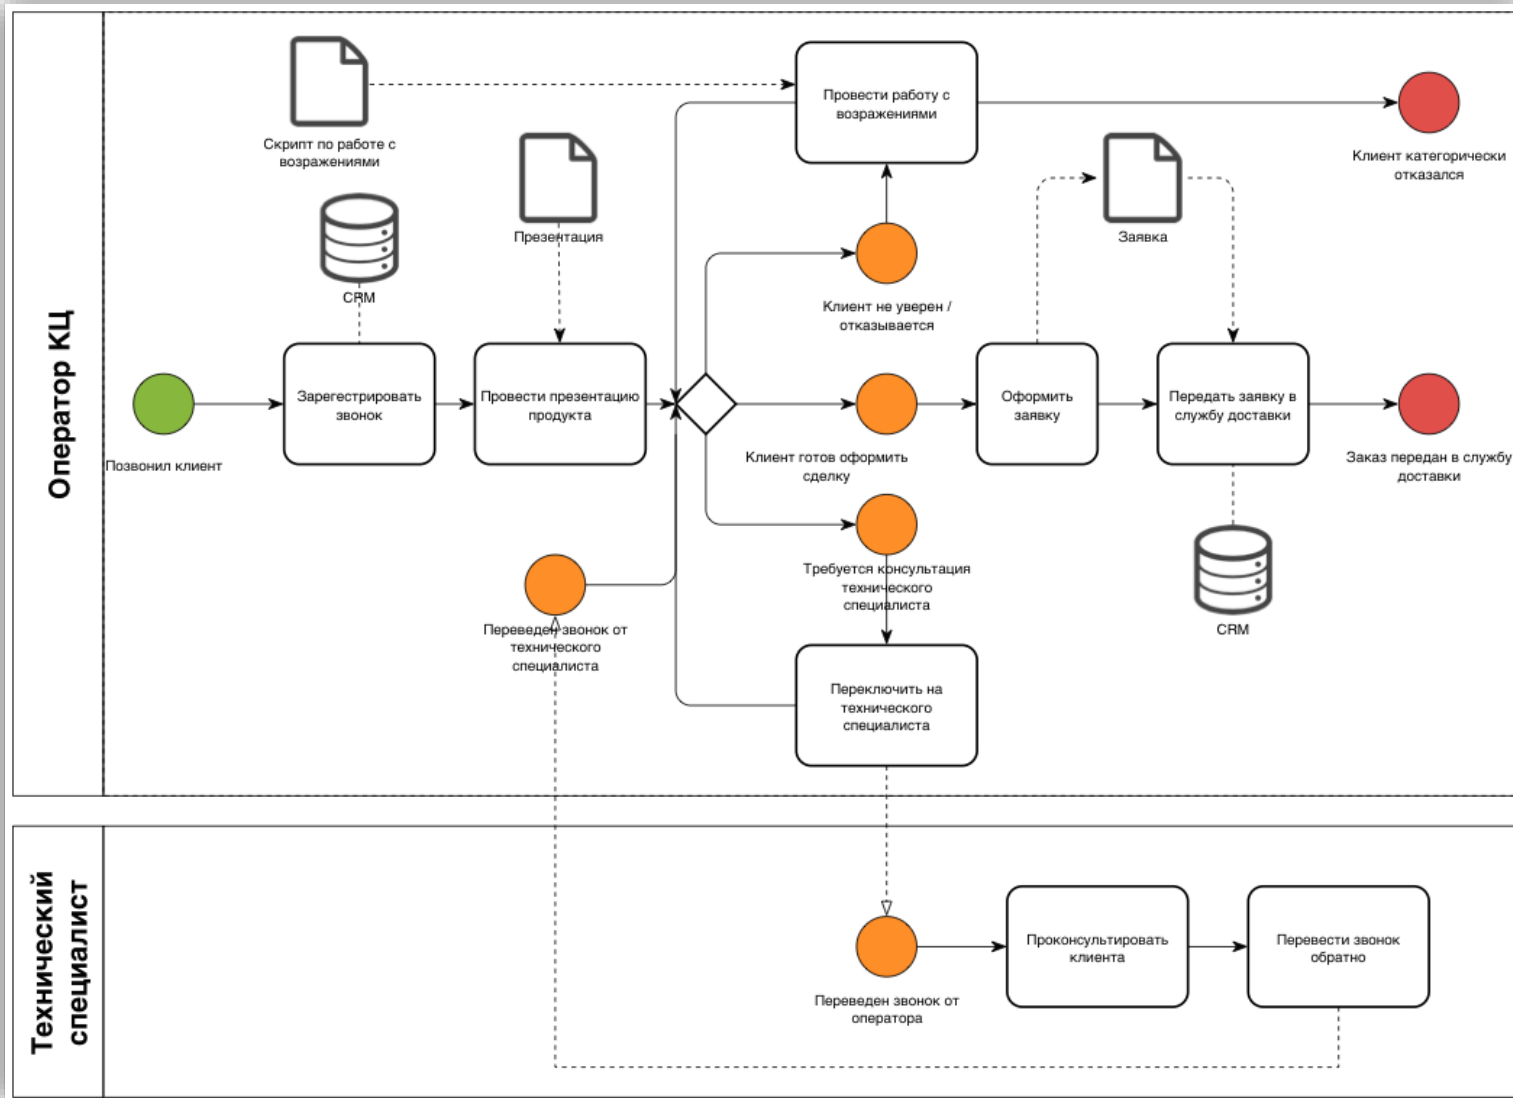 Оператор КЦ
Скрипт по работе с
возражениями
CRM
Презентация
Провести работу с
возражениями
Клиент категорически
отказался
Заявка
Клиент не уверен /
отказывается
Позвонил клиент
Зарегестрировать
звонок
Провести презентацию
продукта
Клиент готов оформить
сделку
Оформить
заявку
Передать заявку в
службу доставки
Заказ передан в службу
доставки
Требуется консультация
технического
специалиста
CRM
Переведен звонок от
технического
специалиста
Переключить на
технического
специалиста
Технический
специалист
Переведен звонок от
оператора
Проконсультировать
клиента
Перевести звонок
обратно